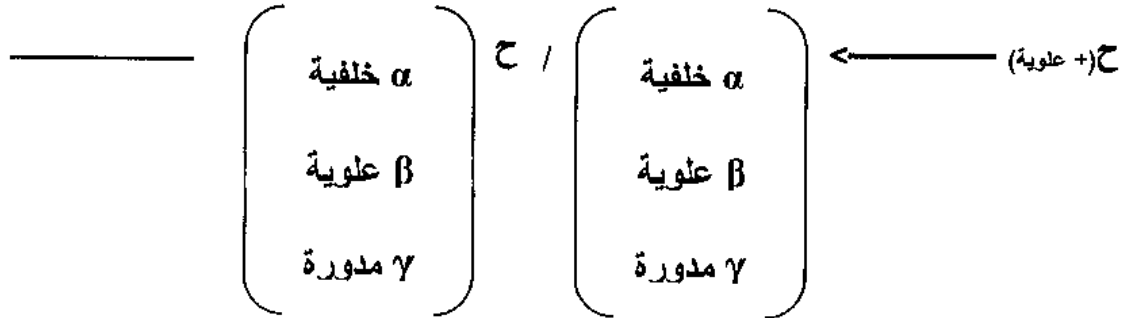 ح(+ علوية) ← [α خلفية / ح [α خلفية ——
β علوية β علوية
γ مدورة γ مدورة